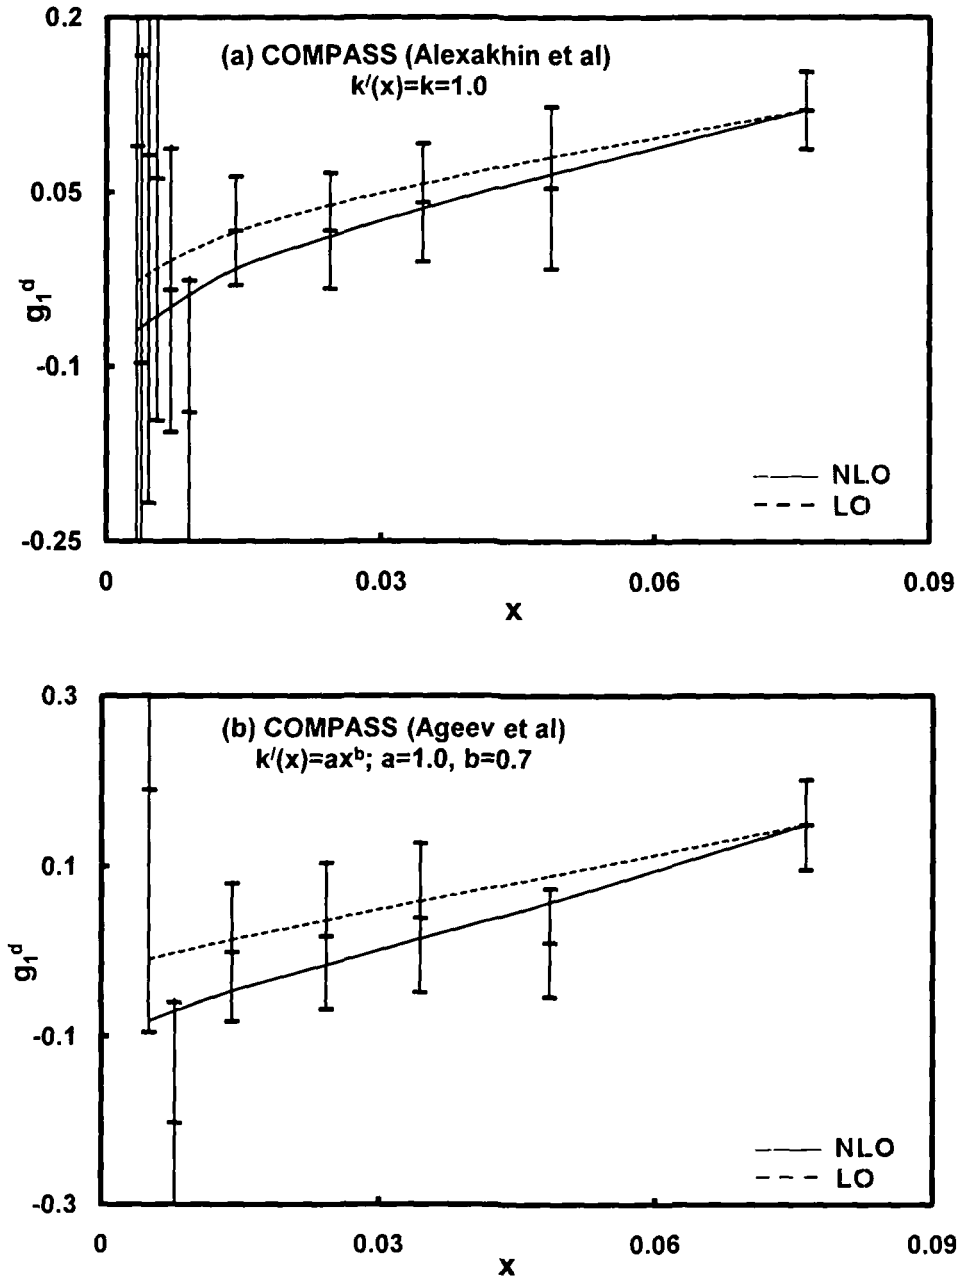 0.2
(a) COMPASS (Alexakhin et al)
k/(x)=k=1.0
0.05
g₁ᵈ
-0.1
NLO
LO
-0.25
0 0.03 0.06 0.09
x
0.3
(b) COMPASS (Ageev et al)
k/(x)=axᵇ; a=1.0, b=0.7
0.1
g₁ᵈ
-0.1
NLO
LO
-0.3
0 0.03 0.06 0.09
x